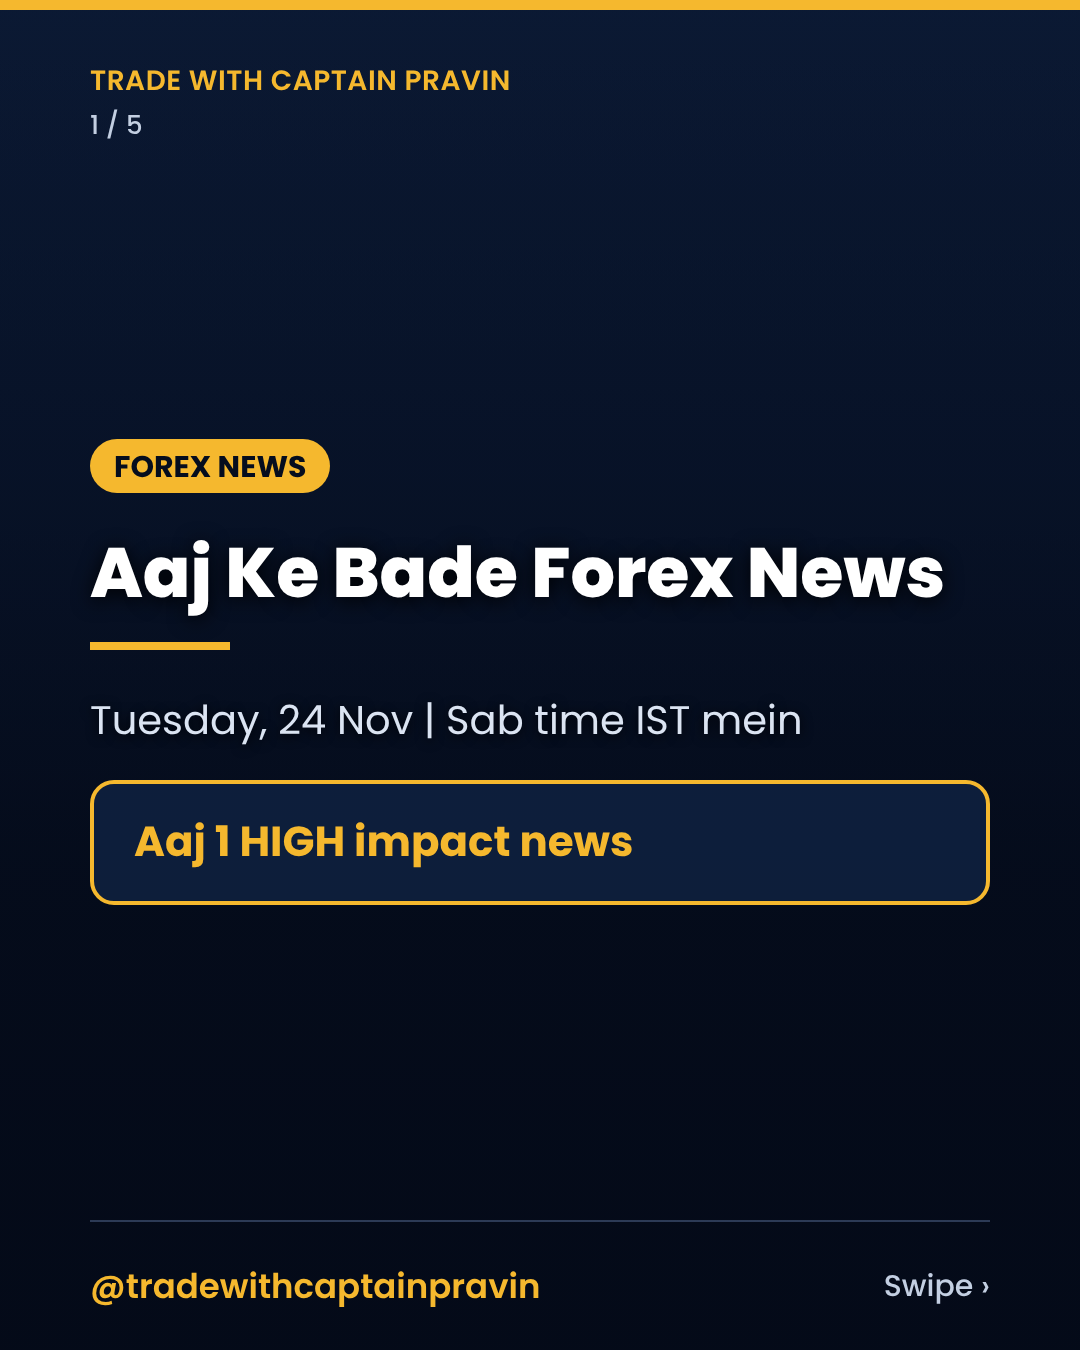 TRADE WITH CAPTAIN PRAVIN
1 / 5
FOREX NEWS
Aaj Ke Bade Forex News
Tuesday, 24 Nov | Sab time IST mein
Aaj 1 HIGH impact news
@tradewithcaptainpravin
Swipe ›